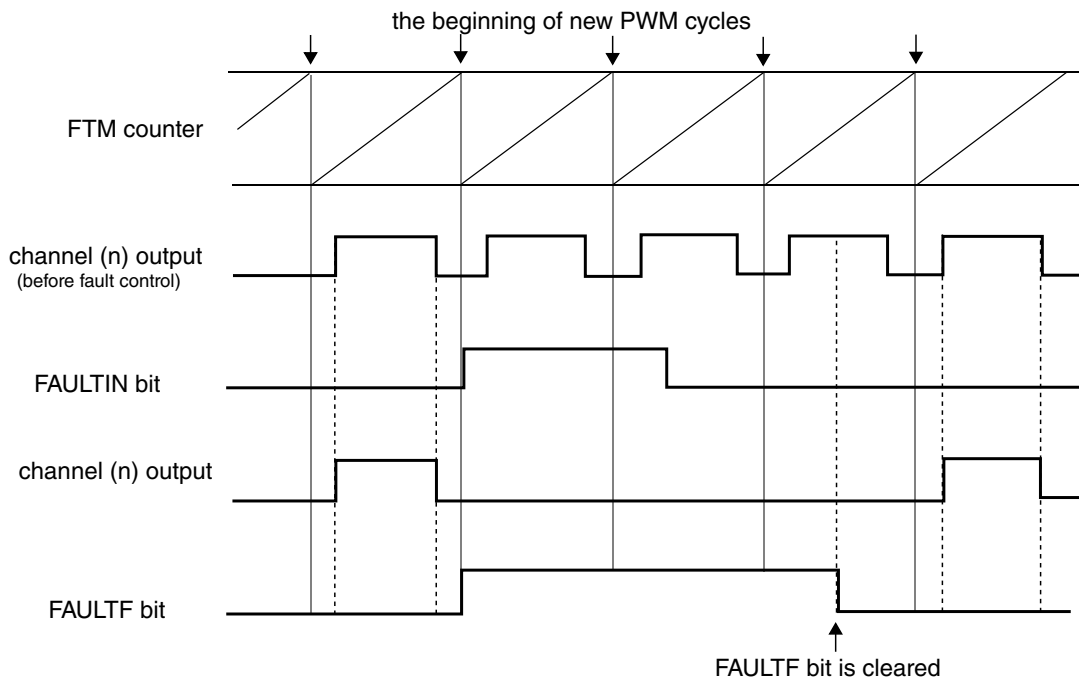 the beginning of new PWM cycles
FTM counter
channel (n) output
(before fault control)
FAULTIN bit
channel (n) output
FAULTF bit
FAULTF bit is cleared